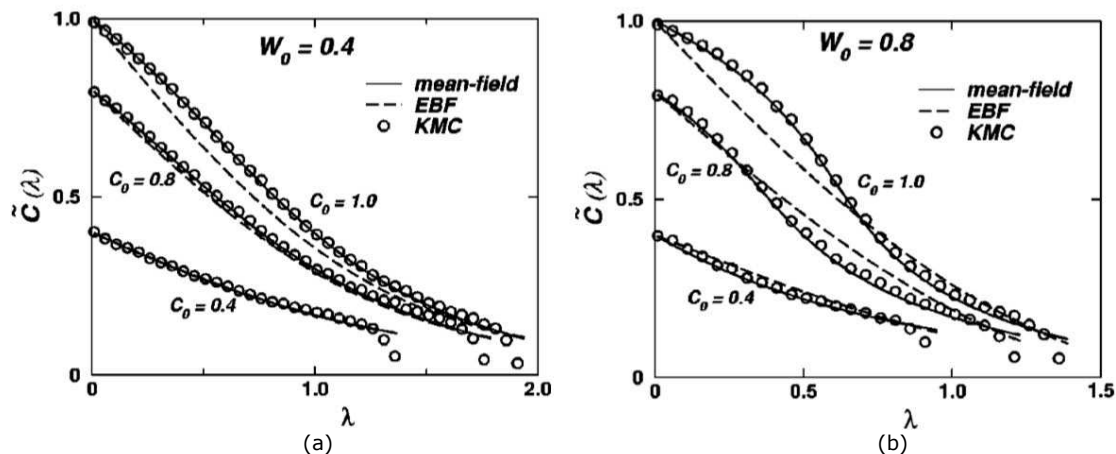 1.0
W₀ = 0.4
mean-field
EBF
KMC
C̃(λ)
0.5
C₀ = 0.8
C₀ = 1.0
C₀ = 0.4
0
0
1.0
2.0
λ
(a)
1.0
W₀ = 0.8
mean-field
EBF
KMC
C̃(λ)
0.5
C₀ = 0.8
C₀ = 1.0
C₀ = 0.4
0
0
0.5
1.0
1.5
λ
(b)